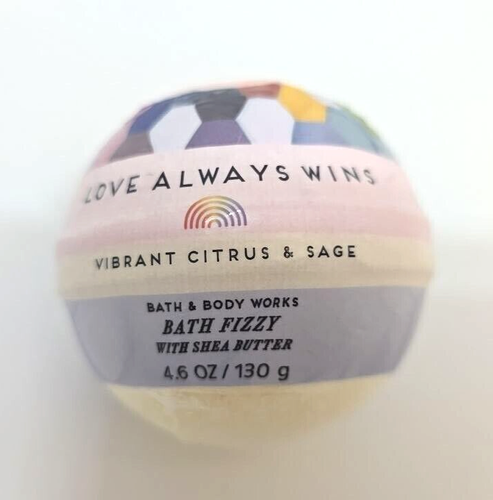 LOVE ALWAYS WINS
VIBRANT CITRUS & SAGE
BATH & BODY WORKS
BATH FIZZY
WITH SHEA BUTTER
4.6 OZ / 130 g